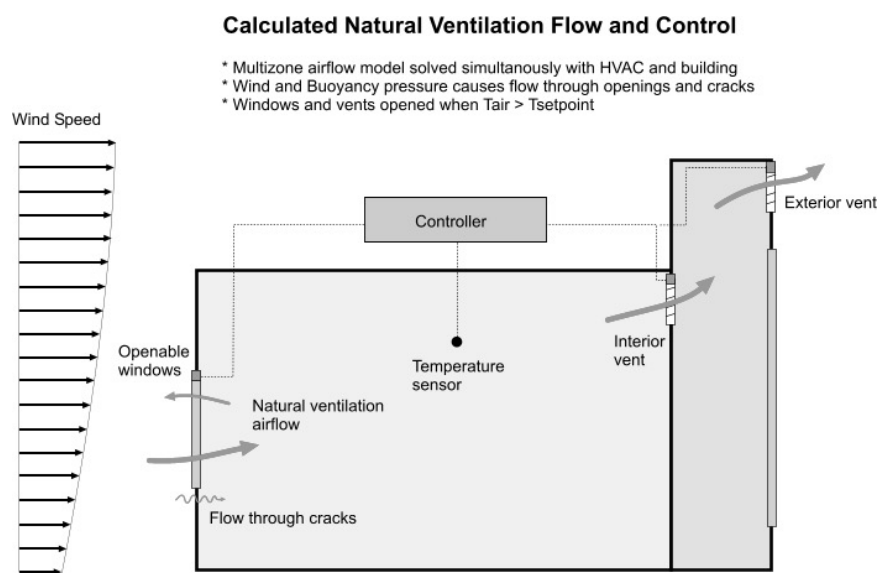 Calculated Natural Ventilation Flow and Control
* Multizone airflow model solved simultanously with HVAC and building
* Wind and Buoyancy pressure causes flow through openings and cracks
* Windows and vents opened when Tair > Tsetpoint
Wind Speed
Exterior vent
Controller
Openable
windows
Interior
vent
Temperature
sensor
Natural ventilation
airflow
Flow through cracks